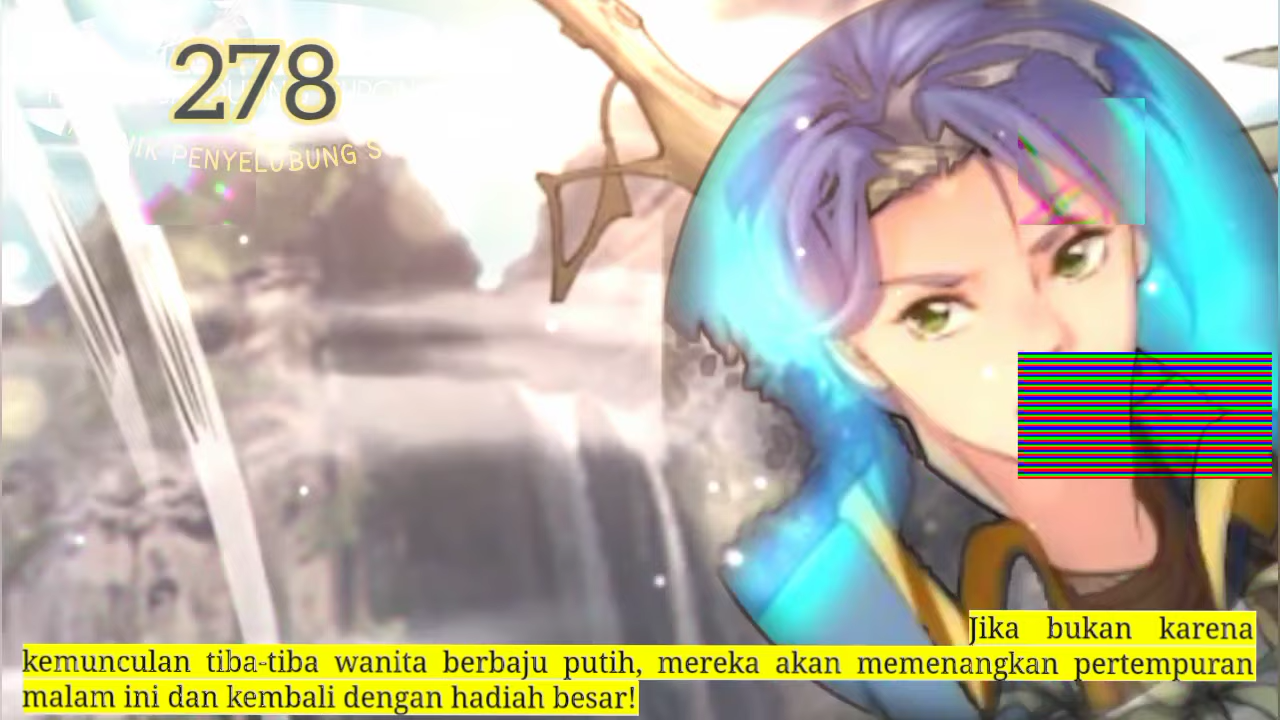 278
PENYELUBUNG S
Jika bukan karena
kemunculan tiba-tiba wanita berbaju putih, mereka akan memenangkan pertempuran
malam ini dan kembali dengan hadiah besar!